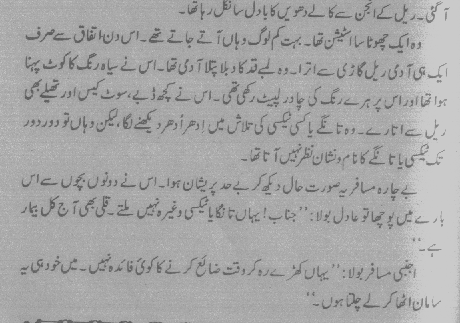 آ گئی۔ ریل کے انجن سے کالے دھویں کا بادل سا نکل رہا تھا۔
وہ ایک چھوٹا سا اسٹیشن تھا۔ بہت کم لوگ وہاں آتے جاتے تھے۔ اس دن اتفاق سے صرف
ایک ہی آدمی ریل گاڑی سے اترا۔ وہ لمبے قد کا دبلا پتلا آدمی تھا۔ اس نے سیاہ رنگ کا کوٹ پہنا
ہوا تھا اور اس پر ہرے رنگ کی چادر لپیٹ رکھی تھی۔ اس نے کچھ ڈبے، سوٹ کیس اور تھیلے بھی
ریل سے اتارے۔ وہ تانگے یا کسی ٹیکسی کی تلاش میں اِدھر اُدھر دیکھنے لگا، لیکن وہاں تو دور دور
تک ٹیکسی یا تانگے کا نام و نشان نظر نہیں آتا تھا۔
بے چارہ مسافر یہ صورت حال دیکھ کر بے حد پریشان ہوا۔ اس نے دونوں بچوں سے اس
بارے میں پوچھا تو عادل بولا: ’’جناب! یہاں تانگا یا ٹیکسی وغیرہ نہیں ملتے۔ قلی بھی آج کل بیمار
ہے۔‘‘
اجنبی مسافر بولا: ’’یہاں کھڑے رہ کر وقت ضائع کرنے کا کوئی فائدہ نہیں۔ میں خود ہی یہ
سامان اٹھا کر لے چلتا ہوں۔‘‘